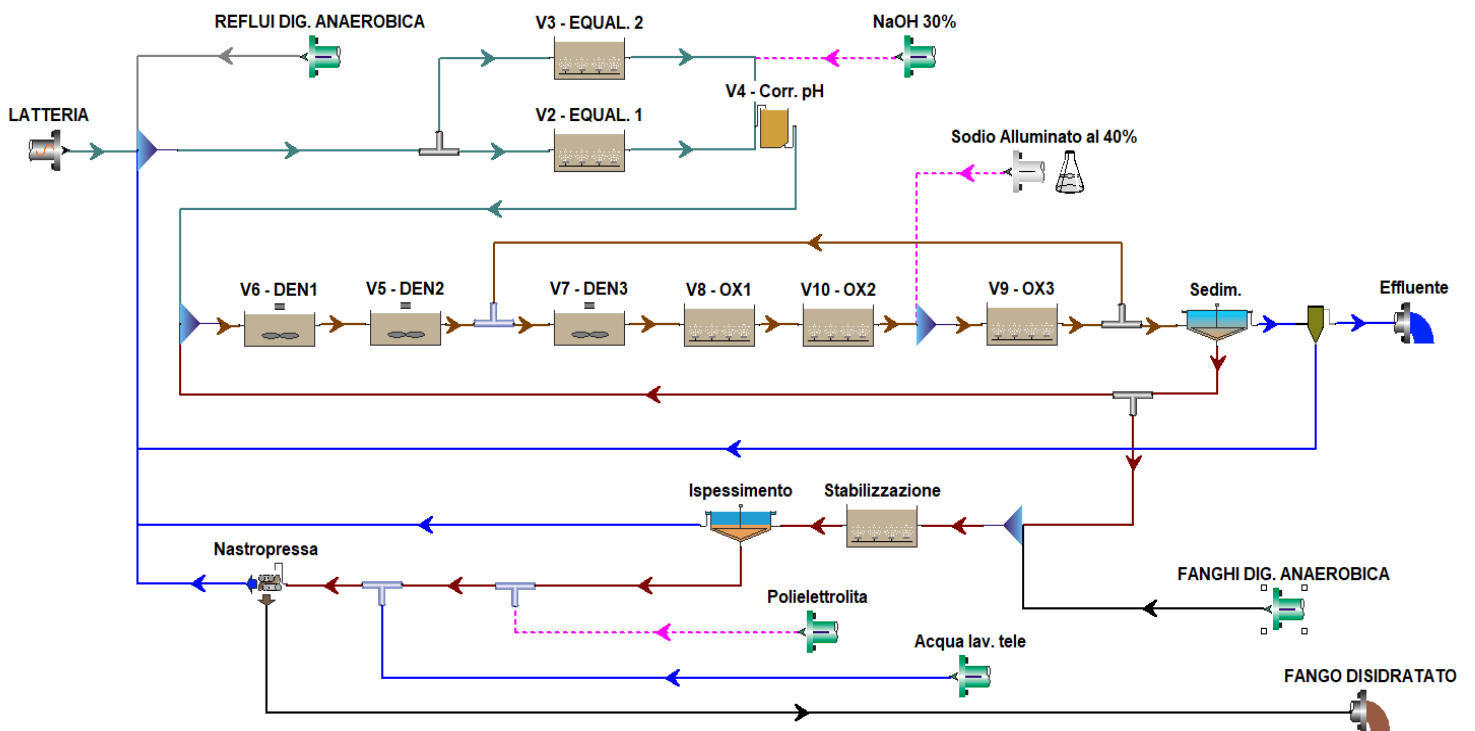 REFLUI DIG. ANAEROBICA
V3 - EQUAL. 2
NaOH 30%
V4 - Corr. pH
LATTERIA
V2 - EQUAL. 1
Sodio Alluminato al 40%
V6 - DEN1
V5 - DEN2
V7 - DEN3
V8 - OX1
V10 - OX2
V9 - OX3
Sedim.
Effluente
Ispessimento
Stabilizzazione
Nastropressa
FANGHI DIG. ANAEROBICA
Polielettrolita
Acqua lav. tele
FANGO DISIDRATATO